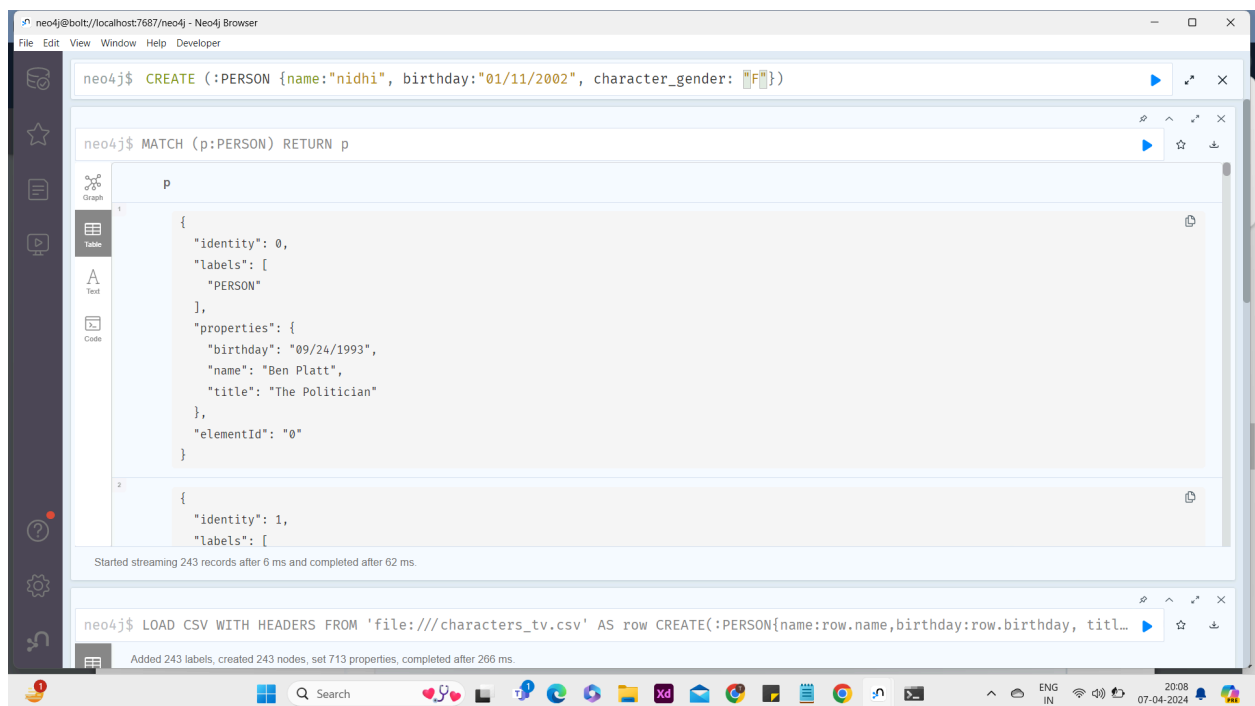 neo4j@bolt://localhost:7687/neo4j - Neo4j Browser
File Edit View Window Help Developer
neo4j$ CREATE (:PERSON {name:"nidhi", birthday:"01/11/2002", character_gender: "F"})
neo4j$ MATCH (p:PERSON) RETURN p
Graph
Table
A
Text
Code
p
1
{
"identity": 0,
"labels": [
"PERSON"
],
"properties": {
"birthday": "09/24/1993",
"name": "Ben Platt",
"title": "The Politician"
},
"elementId": "0"
}
2
{
"identity": 1,
"labels": [
Started streaming 243 records after 6 ms and completed after 62 ms.
neo4j$ LOAD CSV WITH HEADERS FROM 'file:///characters_tv.csv' AS row CREATE(:PERSON{name:row.name,birthday:row.birthday, titl…
Added 243 labels, created 243 nodes, set 713 properties, completed after 266 ms.
1
Search
1
Xd
ENG
IN
20:08
07-04-2024
PRE